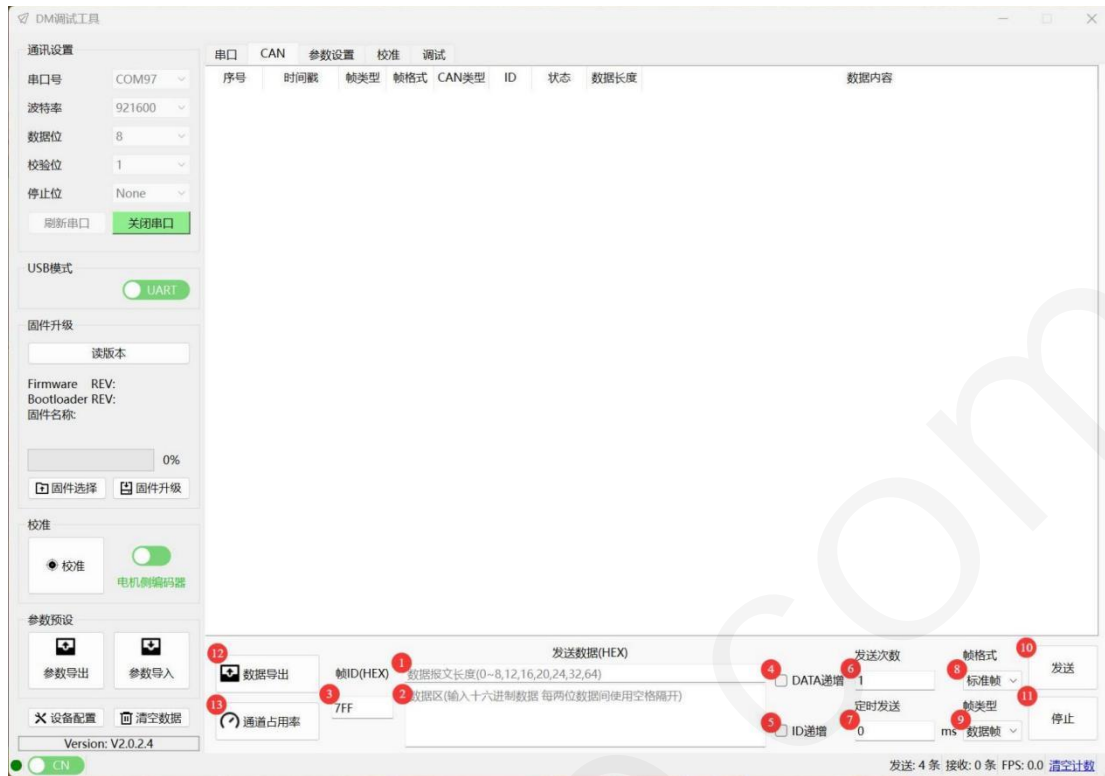 DM调试工具
通讯设置
串口号 COM97
波特率 921600
数据位 8
校验位 1
停止位 None
刷新串口 关闭串口
USB模式
UART
固件升级
读版本
Firmware REV:
Bootloader REV:
固件名称:
0%
固件选择 固件升级
校准
校准
电机侧编码器
参数预设
参数导出 参数导入
设备配置 清空数据
Version: V2.0.2.4
CN
串口 CAN 参数设置 校准 调试
序号 时间戳 帧类型 帧格式 CAN类型 ID 状态 数据长度 数据内容
12 数据导出
13 通道占用率
帧ID(HEX)
3 7FF
发送数据(HEX)
1 数据报文长度(0~8,12,16,20,24,32,64)
2 数据区(输入十六进制数据 每两位数据间使用空格隔开)
4 DATA递增
5 ID递增
发送次数
6 1
定时发送
7 0 ms
帧格式
8 标准帧
帧类型
9 数据帧
10 发送
11 停止
发送: 4 条 接收: 0 条 FPS: 0.0 清空计数
com